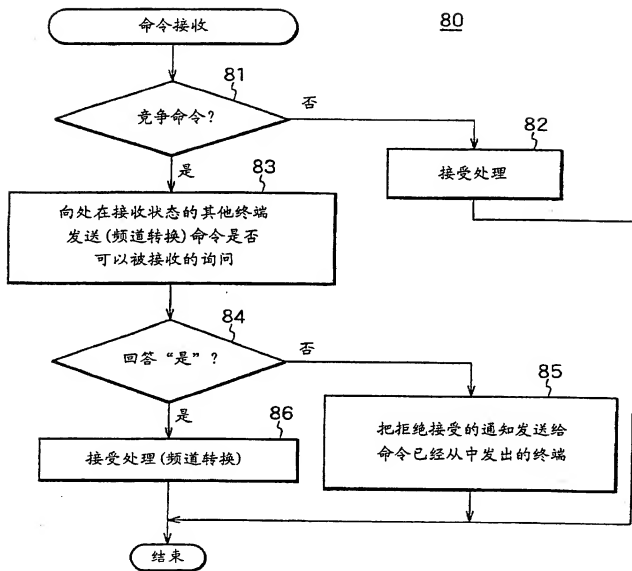 命令接收
80
81
竞争命令?
否
82
接受处理
是
83
向处在接收状态的其他终端
发送(频道转换)命令是否
可以被接收的询问
84
回答“是”?
否
85
把拒绝接受的通知发送给
命令已经从中发出的终端
是
86
接受处理(频道转换)
结束